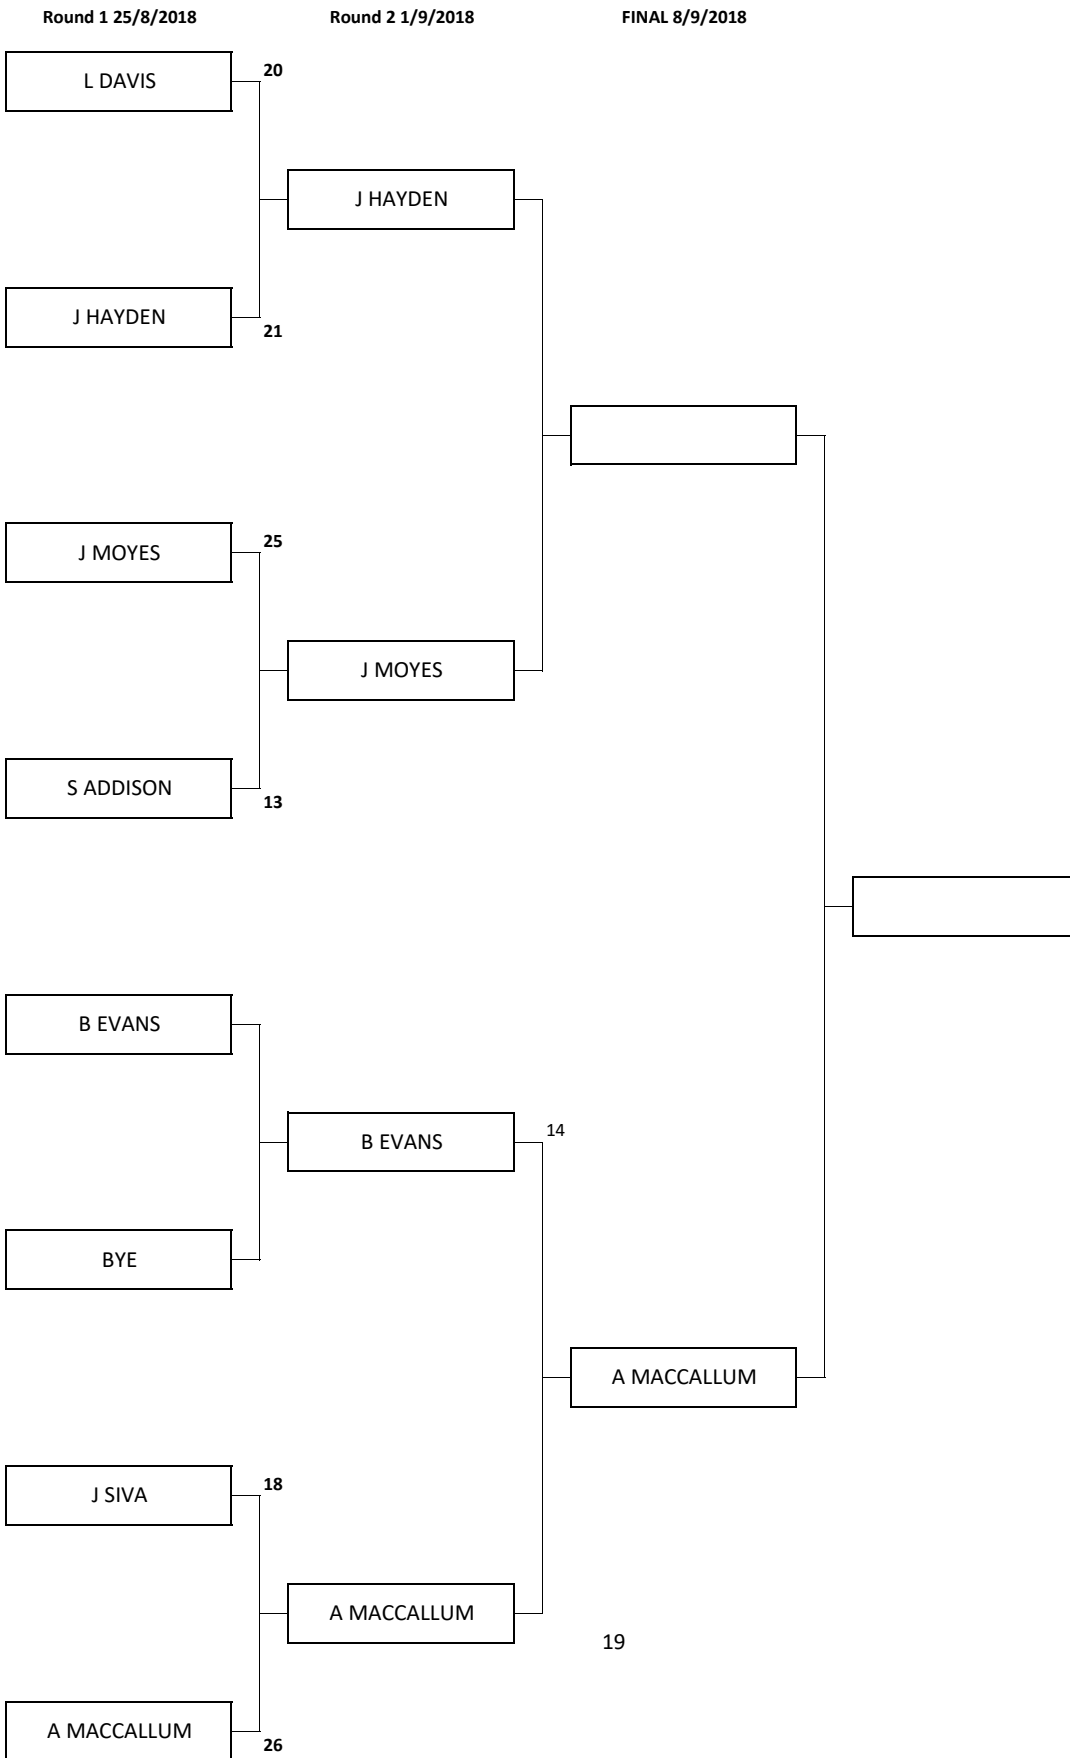 Round 1 25/8/2018 Round 2 1/9/2018 FINAL 8/9/2018
L DAVIS 20
J HAYDEN
J HAYDEN 21
J MOYES 25
J MOYES
S ADDISON 13
B EVANS
B EVANS 14
BYE
A MACCALLUM
J SIVA 18
A MACCALLUM 19
A MACCALLUM 26